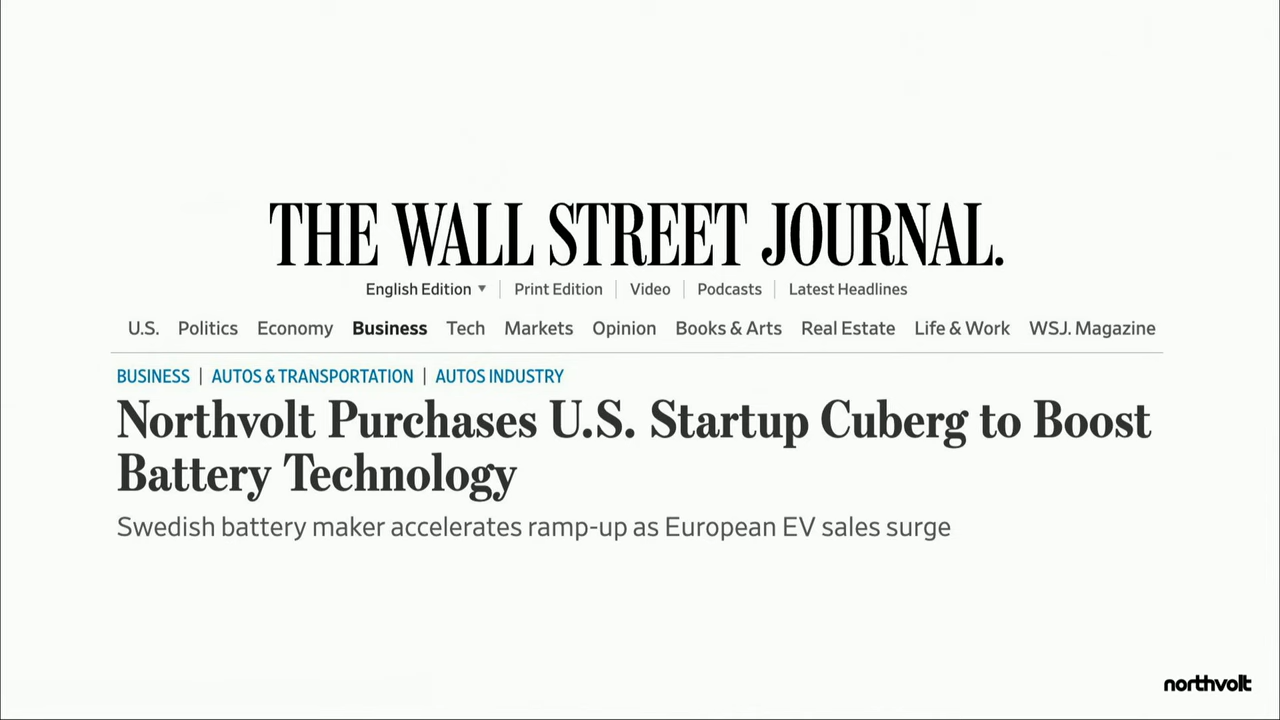 THE WALL STREET JOURNAL.
English Edition ▼ | Print Edition | Video | Podcasts | Latest Headlines
U.S. Politics Economy Business Tech Markets Opinion Books & Arts Real Estate Life & Work WSJ. Magazine
BUSINESS | AUTOS & TRANSPORTATION | AUTOS INDUSTRY
Northvolt Purchases U.S. Startup Cuberg to Boost
Battery Technology
Swedish battery maker accelerates ramp-up as European EV sales surge
northvolt